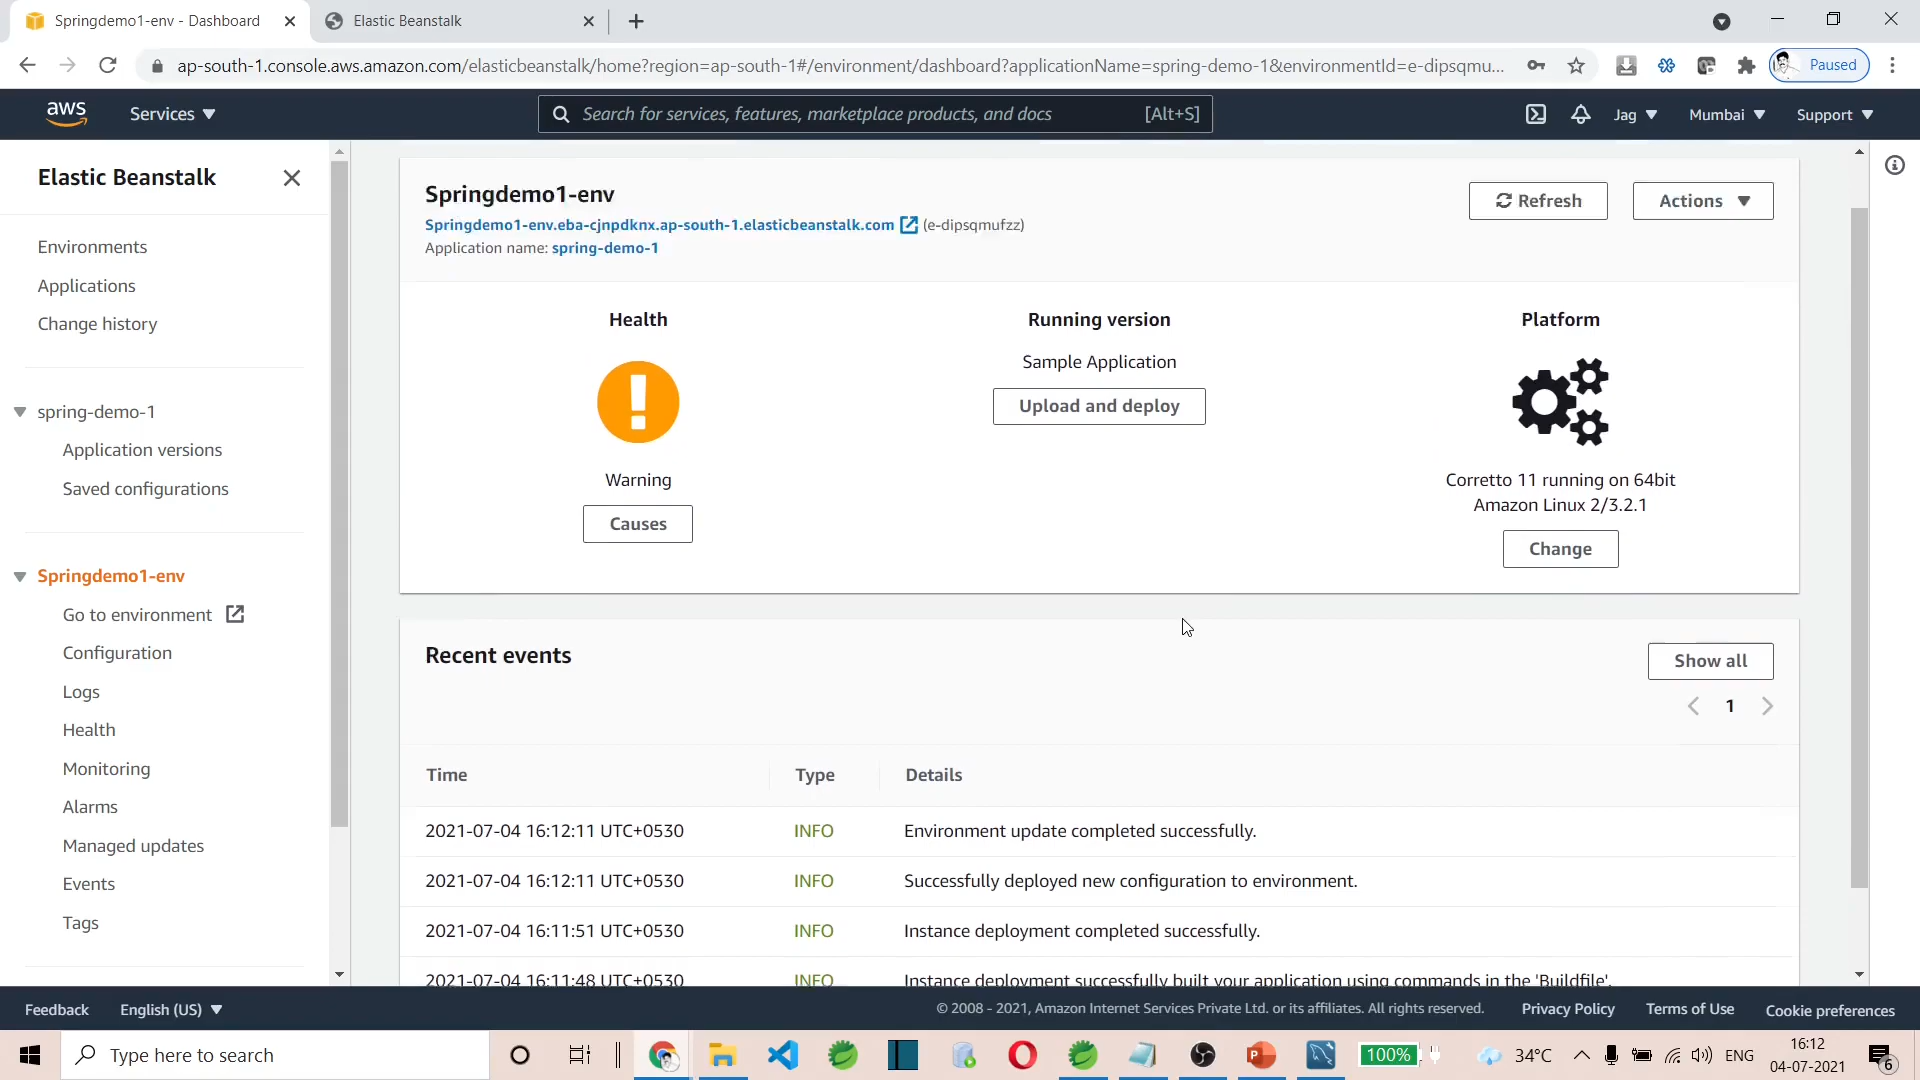 Springdemo1-env - Dashboard
Elastic Beanstalk
ap-south-1.console.aws.amazon.com/elasticbeanstalk/home?region=ap-south-1#/environment/dashboard?applicationName=spring-demo-1&environmentId=e-dipsqmu...
Paused
aws
Services
Search for services, features, marketplace products, and docs
[Alt+S]
Jag
Mumbai
Support
Elastic Beanstalk
Environments
Applications
Change history
spring-demo-1
Application versions
Saved configurations
Springdemo1-env
Go to environment
Configuration
Logs
Health
Monitoring
Alarms
Managed updates
Events
Tags
Springdemo1-env
Springdemo1-env.eba-cjnpdknx.ap-south-1.elasticbeanstalk.com (e-dipsqmufzz)
Application name: spring-demo-1
Refresh
Actions
Health
Warning
Causes
Running version
Sample Application
Upload and deploy
Platform
Corretto 11 running on 64bit
Amazon Linux 2/3.2.1
Change
Recent events
Show all
1
Time Type Details
2021-07-04 16:12:11 UTC+0530 INFO Environment update completed successfully.
2021-07-04 16:12:11 UTC+0530 INFO Successfully deployed new configuration to environment.
2021-07-04 16:11:51 UTC+0530 INFO Instance deployment completed successfully.
2021-07-04 16:11:48 UTC+0530 INFO Instance deployment successfully built your application using commands in the 'Buildfile'.
Feedback
English (US)
© 2008 - 2021, Amazon Internet Services Private Ltd. or its affiliates. All rights reserved.
Privacy Policy
Terms of Use
Cookie preferences
Type here to search
100%
34°C
ENG
16:12
04-07-2021
6